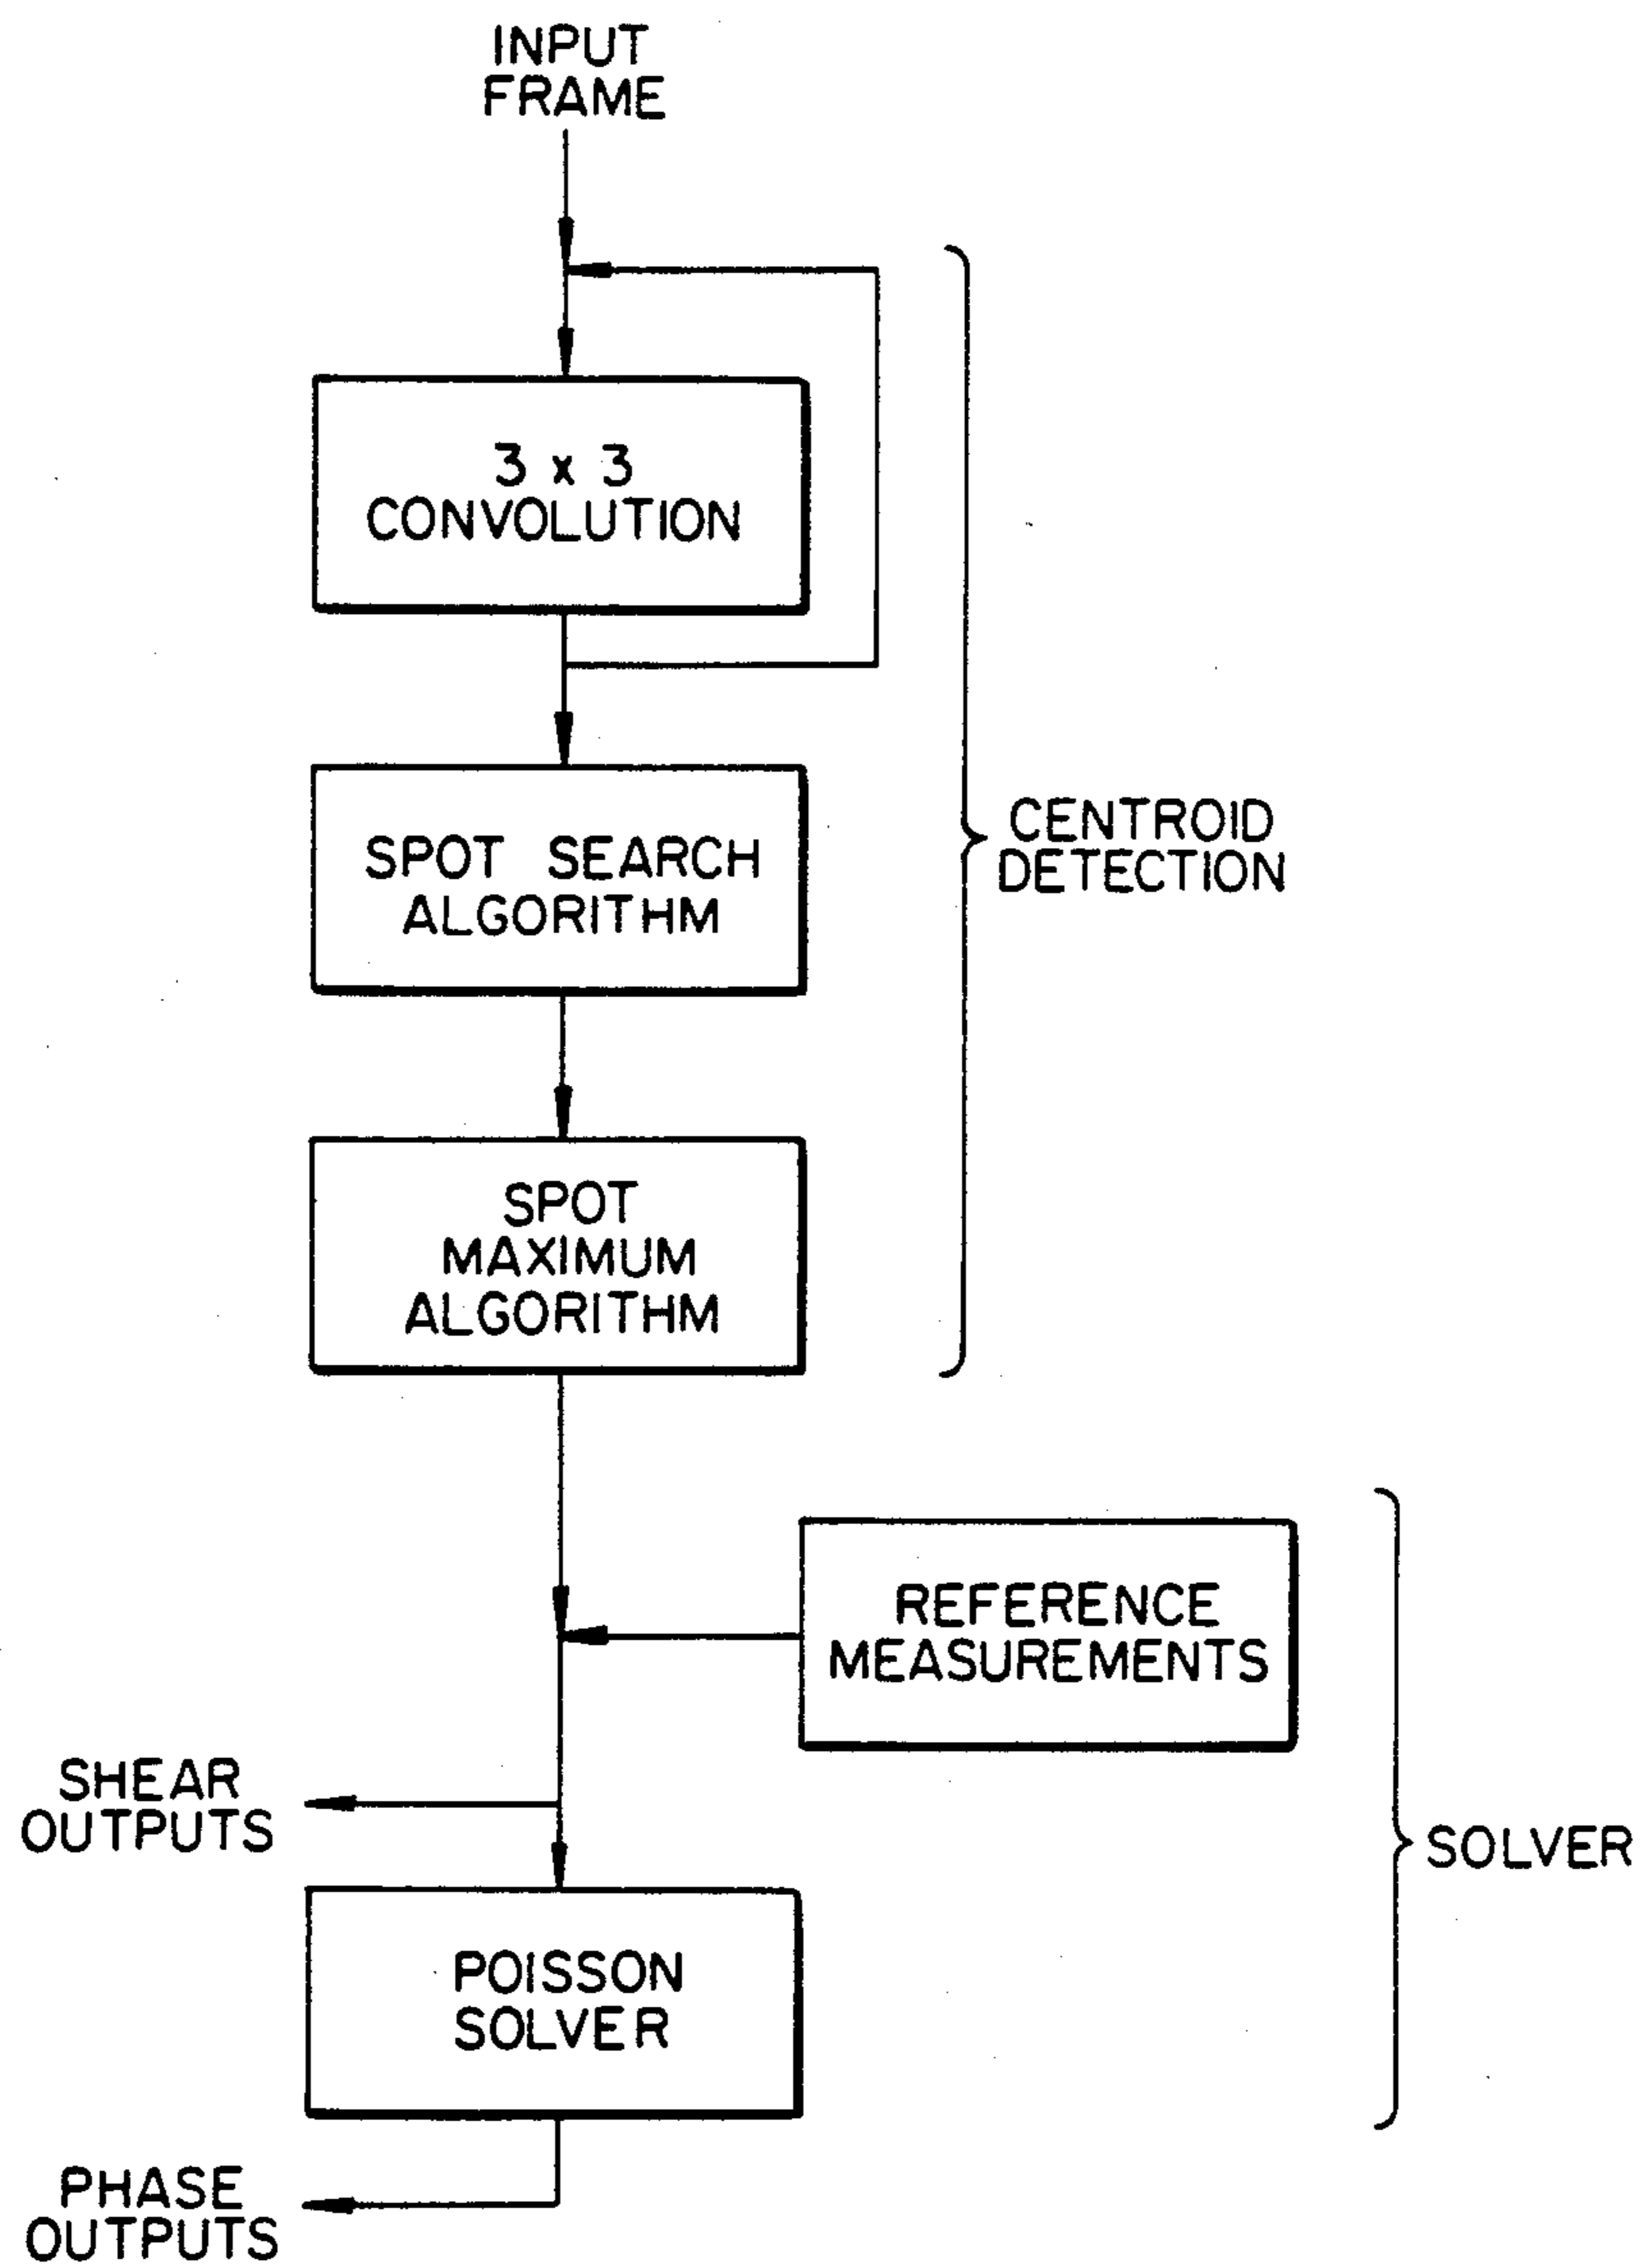 INPUT
FRAME
3 x 3
CONVOLUTION
SPOT SEARCH
ALGORITHM
CENTROID
DETECTION
SPOT
MAXIMUM
ALGORITHM
REFERENCE
MEASUREMENTS
SHEAR
OUTPUTS
SOLVER
POISSON
SOLVER
PHASE
OUTPUTS